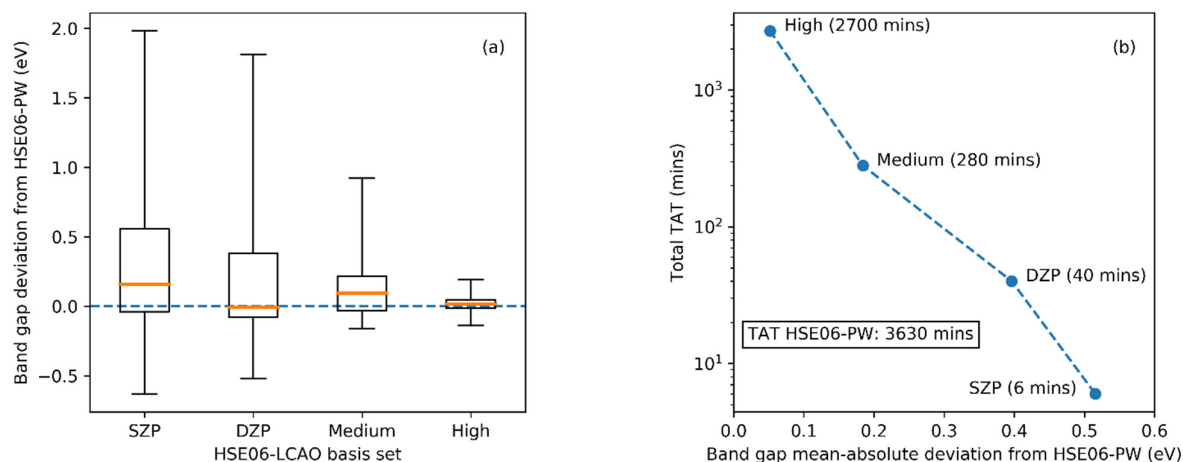 (a)
Band gap deviation from HSE06-PW (eV)
2.0
1.5
1.0
0.5
0.0
−0.5
SZP DZP Medium High
HSE06-LCAO basis set
(b)
Total TAT (mins)
10³
10²
10¹
High (2700 mins)
Medium (280 mins)
DZP (40 mins)
TAT HSE06-PW: 3630 mins
SZP (6 mins)
0.0 0.1 0.2 0.3 0.4 0.5 0.6
Band gap mean-absolute deviation from HSE06-PW (eV)